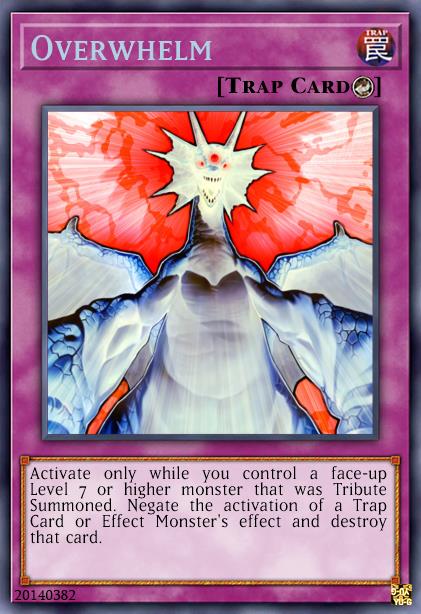 OVERWHELM
TRAP
罠
[TRAP CARD]
Activate only while you control a face-up
Level 7 or higher monster that was Tribute
Summoned. Negate the activation of a Trap
Card or Effect Monster's effect and destroy
that card.
20140382